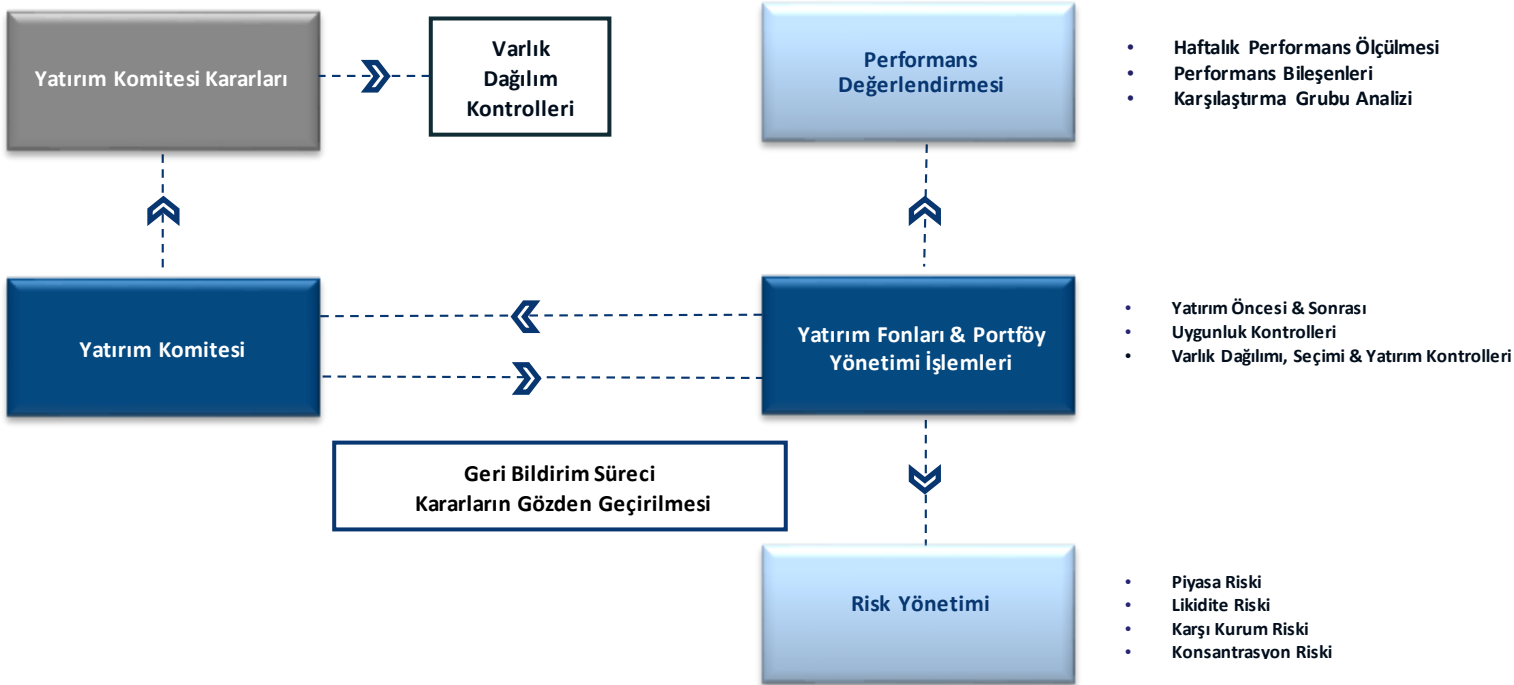 Yatırım Komitesi Kararları
Varlık
Dağılım
Kontrolleri
Performans
Değerlendirmesi
• Haftalık Performans Ölçülmesi
• Performans Bileşenleri
• Karşılaştırma Grubu Analizi
Yatırım Komitesi
Yatırım Fonları & Portföy
Yönetimi İşlemleri
• Yatırım Öncesi & Sonrası
• Uygunluk Kontrolleri
• Varlık Dağılımı, Seçimi & Yatırım Kontrolleri
Geri Bildirim Süreci
Kararların Gözden Geçirilmesi
Risk Yönetimi
• Piyasa Riski
• Likidite Riski
• Karşı Kurum Riski
• Konsantrasyon Riski